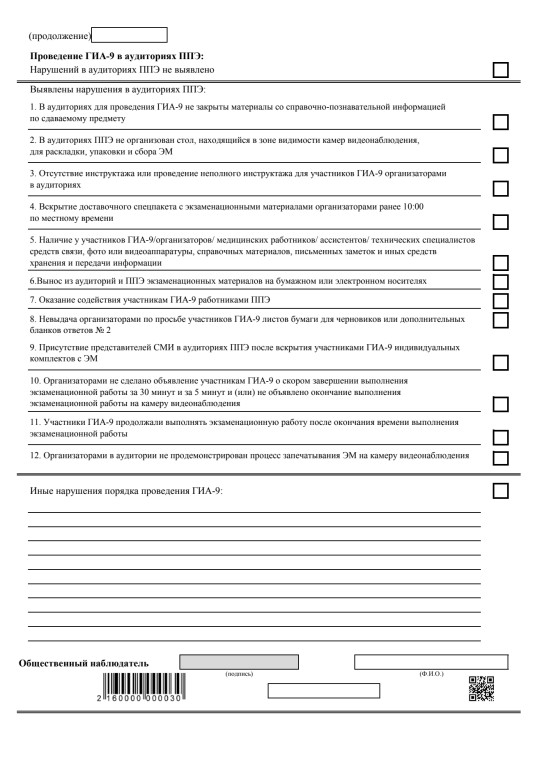 (продолжение)
Проведение ГИА-9 в аудиториях ППЭ:
Нарушений в аудиториях ППЭ не выявлено
Выявлены нарушения в аудиториях ППЭ:
1. В аудиториях для проведения ГИА-9 не закрыты материалы со справочно-познавательной информацией
по сдаваемому предмету
2. В аудиториях ППЭ не организован стол, находящийся в зоне видимости камер видеонаблюдения,
для раскладки, упаковки и сбора ЭМ
3. Отсутствие инструктажа или проведение неполного инструктажа для участников ГИА-9 организаторами
в аудиториях
4. Вскрытие доставочного спецпакета с экзаменационными материалами организаторами ранее 10:00
по местному времени
5. Наличие у участников ГИА-9/организаторов/ медицинских работников/ ассистентов/ технических специалистов
средств связи, фото или видеоаппаратуры, справочных материалов, письменных заметок и иных средств
хранения и передачи информации
6.Вынос из аудиторий и ППЭ экзаменационных материалов на бумажном или электронном носителях
7. Оказание содействия участникам ГИА-9 работниками ППЭ
8. Невыдача организаторами по просьбе участников ГИА-9 листов бумаги для черновиков или дополнительных
бланков ответов № 2
9. Присутствие представителей СМИ в аудиториях ППЭ после вскрытия участниками ГИА-9 индивидуальных
комплектов с ЭМ
10. Организаторами не сделано объявление участникам ГИА-9 о скором завершении выполнения
экзаменационной работы за 30 минут и за 5 минут и (или) не объявлено окончание выполнения
экзаменационной работы на камеру видеонаблюдения
11. Участники ГИА-9 продолжали выполнять экзаменационную работу после окончания времени выполнения
экзаменационной работы
12. Организаторами в аудитории не продемонстрирован процесс запечатывания ЭМ на камеру видеонаблюдения
Иные нарушения порядка проведения ГИА-9:
Общественный наблюдатель
(подпись)
(Ф.И.О.)
2 160000 000030